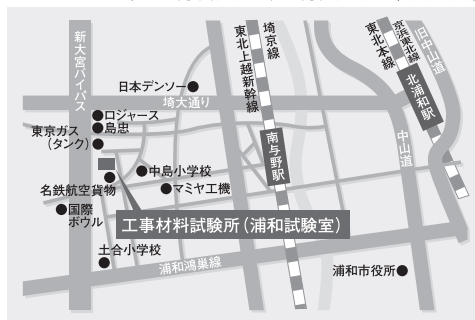 新大宮バイパス
日本デンソー
埼大通り
東北上越新幹線
埼京線
東北本線
京浜東北線
旧中山道
北浦和駅
ロジャース
島忠
東京ガス
(タンク)
南与野駅
中山道
中島小学校
マミヤ工機
名鉄航空貨物
国際
ボウル
工事材料試験所(浦和試験室)
土合小学校
浦和鴻巣線
浦和市役所